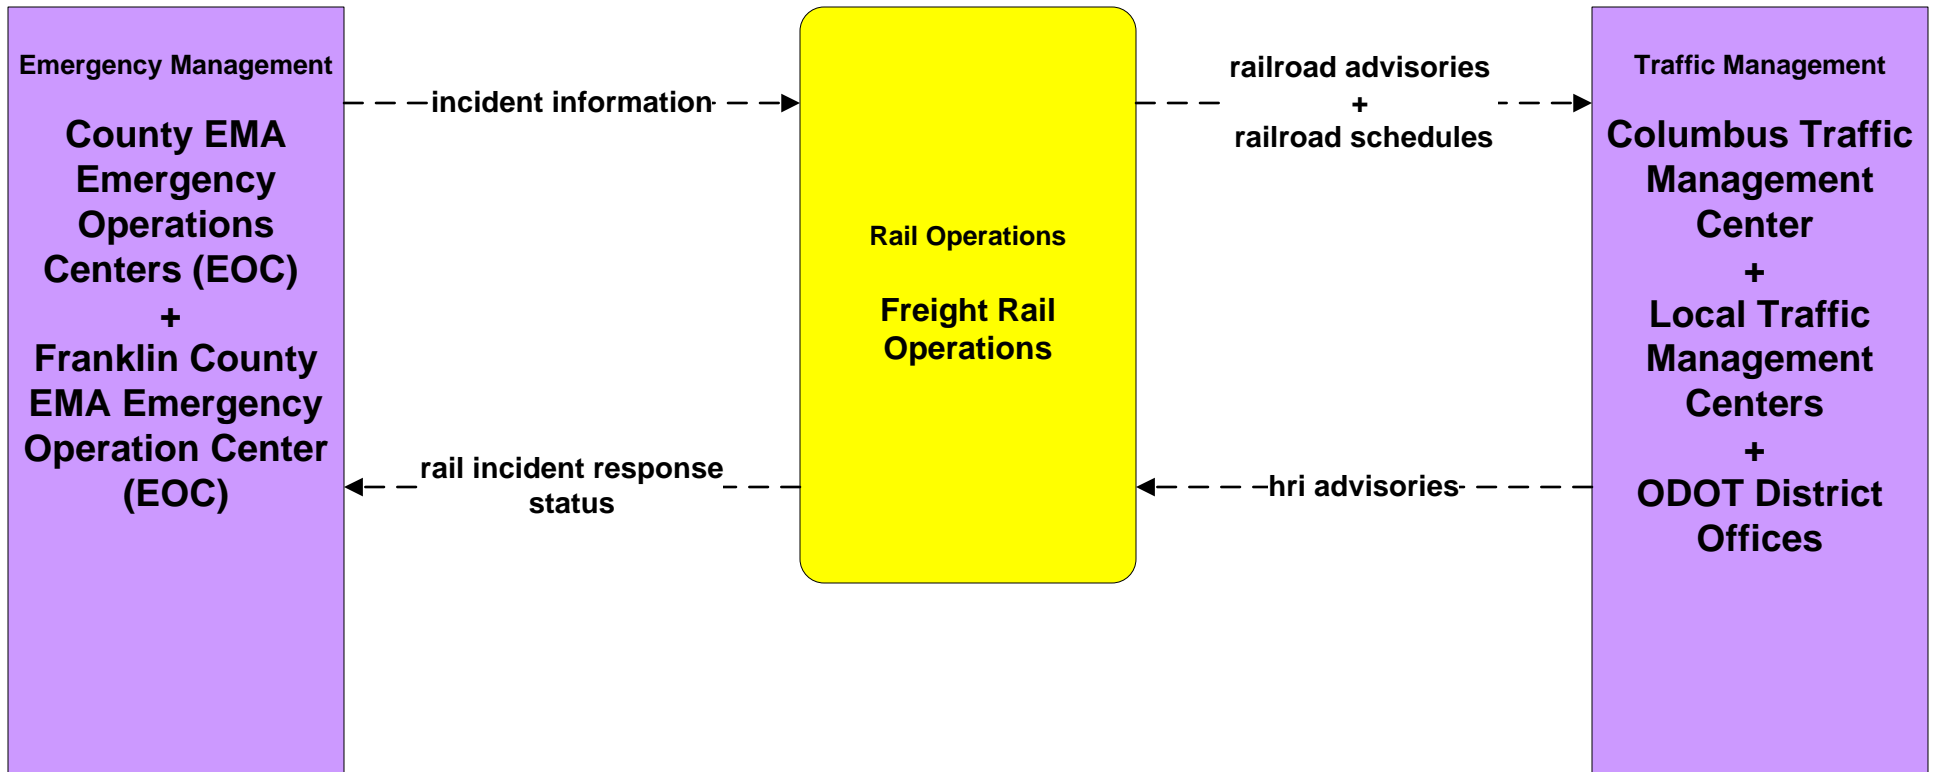 Emergency Management
County EMA
Emergency
Operations
Centers (EOC)
+
Franklin County
EMA Emergency
Operation Center
(EOC)
incident information
rail incident response
status
Rail Operations
Freight Rail
Operations
railroad advisories
+
railroad schedules
hri advisories
Traffic Management
Columbus Traffic
Management
Center
+
Local Traffic
Management
Centers
+
ODOT District
Offices